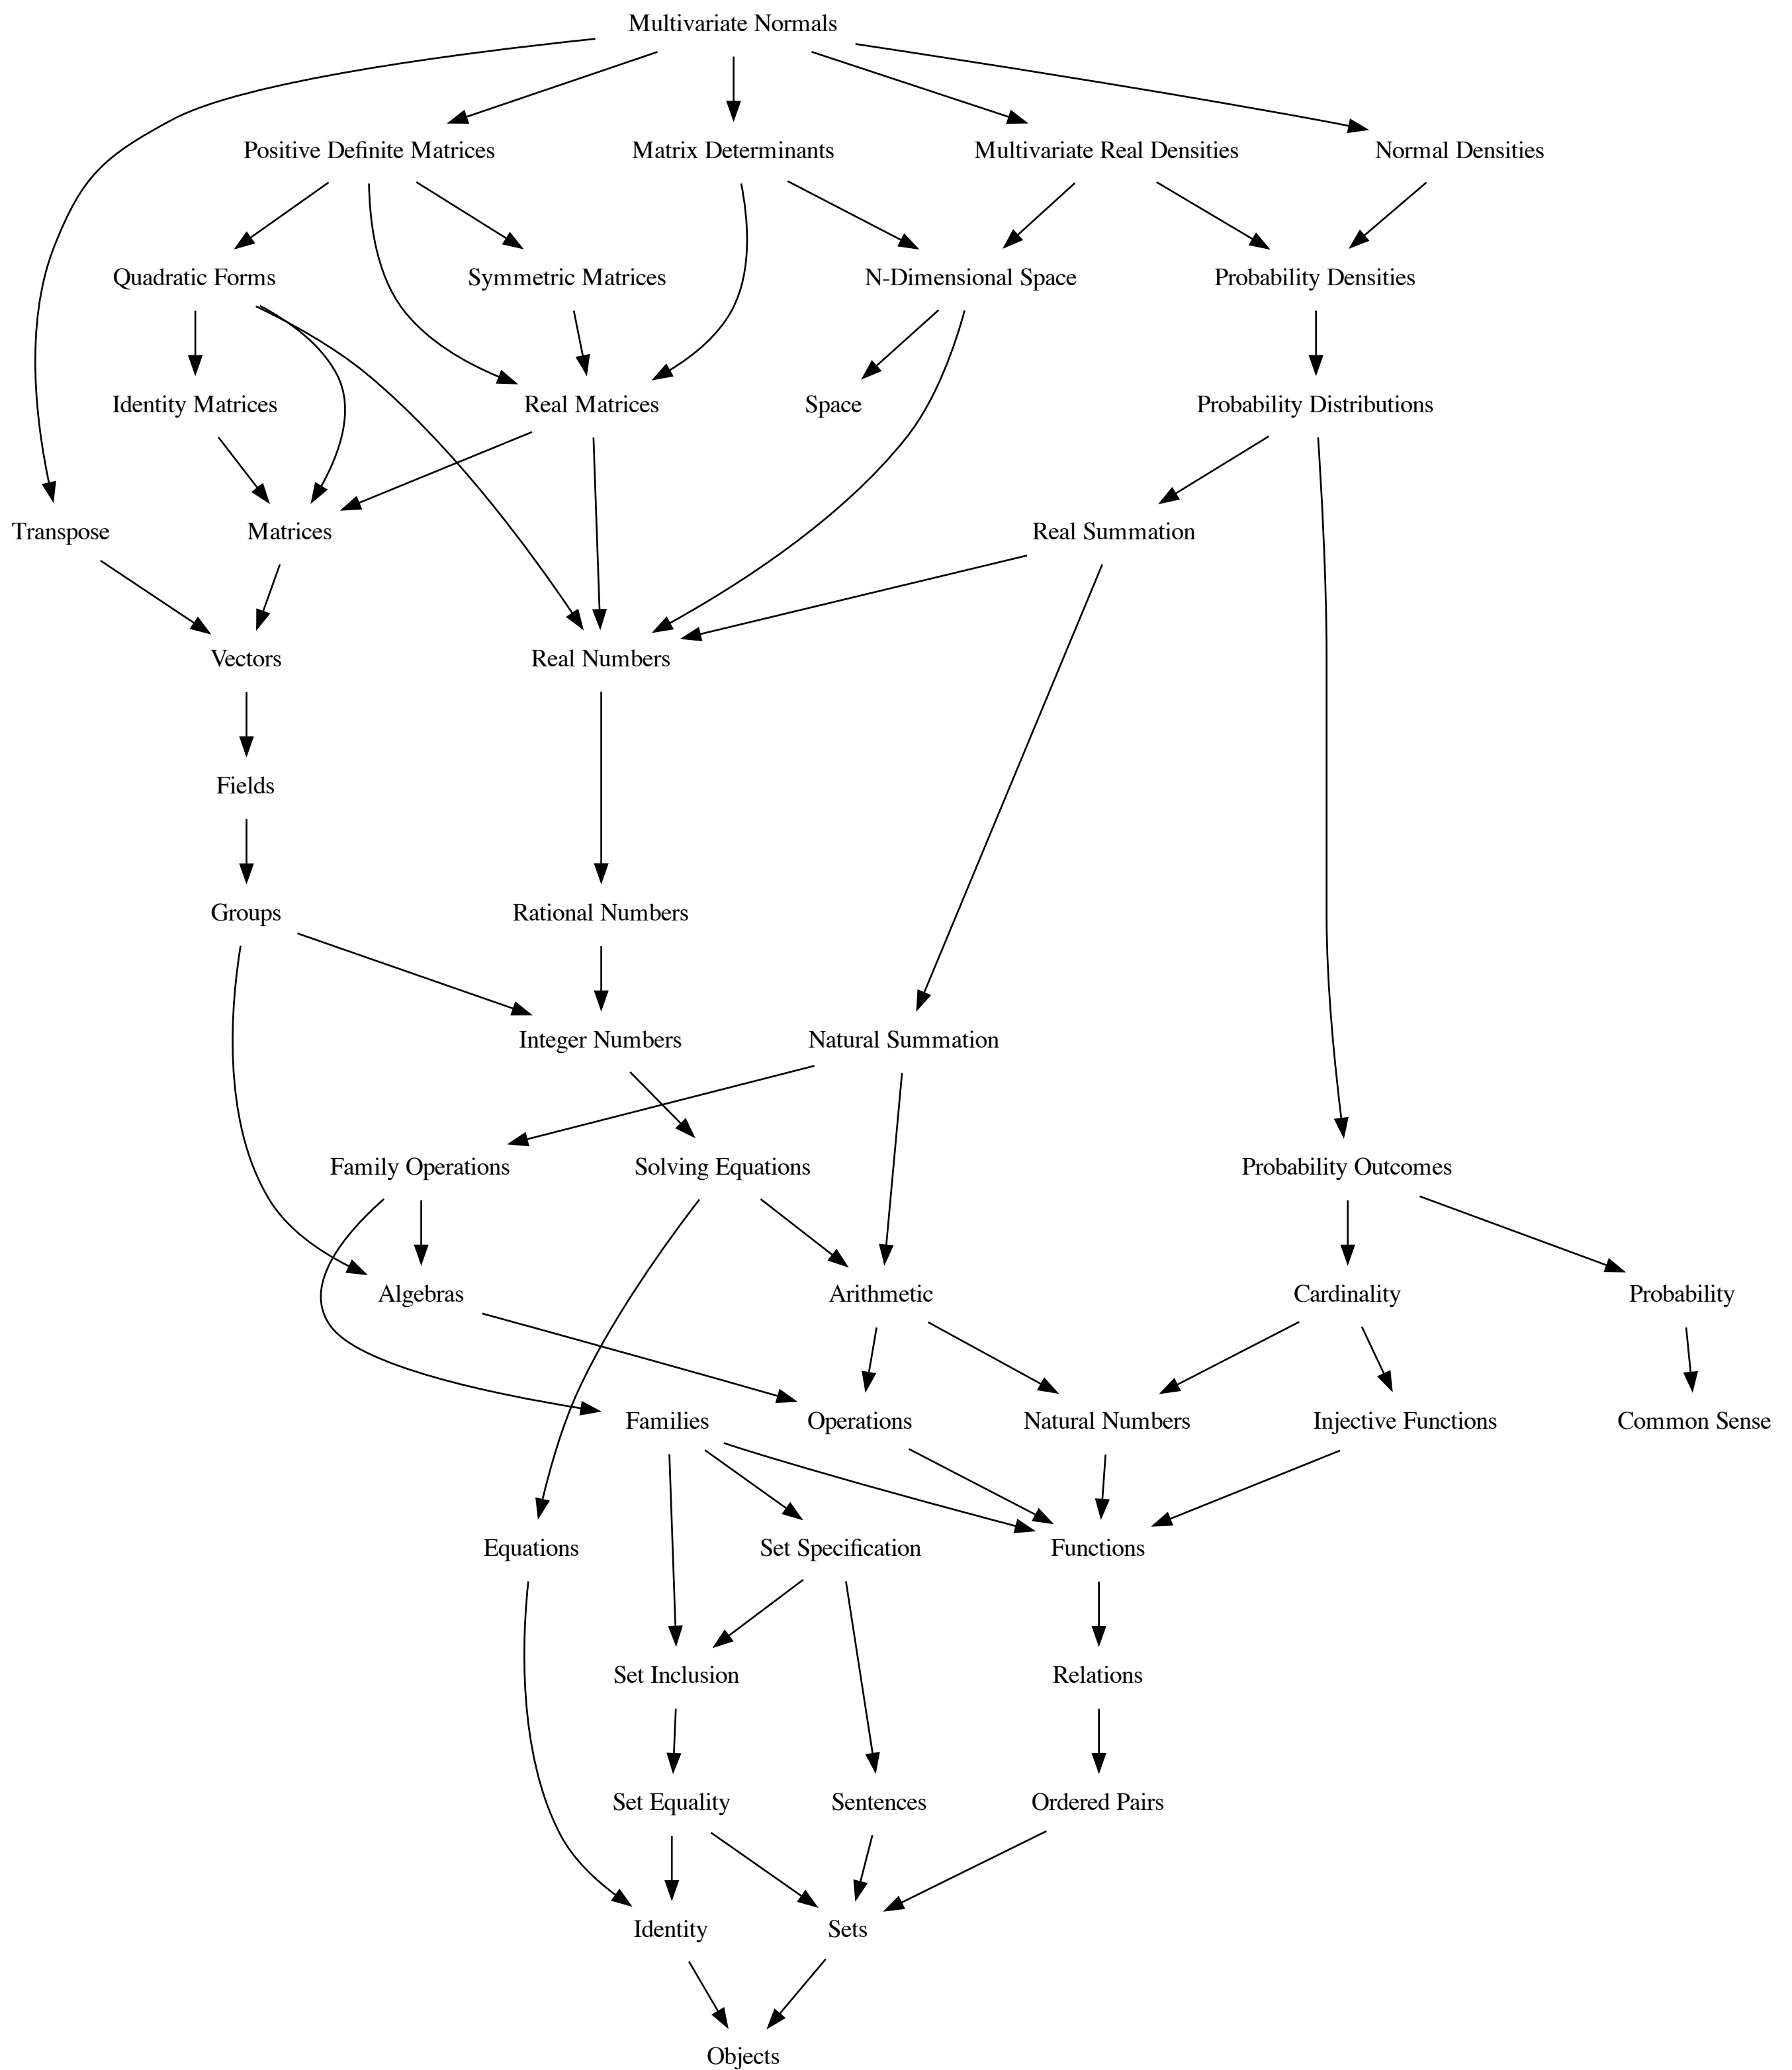 Multivariate Normals
Positive Definite Matrices
Matrix Determinants
Multivariate Real Densities
Normal Densities
Quadratic Forms
Symmetric Matrices
N-Dimensional Space
Probability Densities
Identity Matrices
Real Matrices
Space
Probability Distributions
Transpose
Matrices
Real Summation
Vectors
Real Numbers
Fields
Groups
Rational Numbers
Integer Numbers
Natural Summation
Family Operations
Solving Equations
Probability Outcomes
Algebras
Arithmetic
Cardinality
Probability
Families
Operations
Natural Numbers
Injective Functions
Common Sense
Equations
Set Specification
Functions
Set Inclusion
Relations
Set Equality
Sentences
Ordered Pairs
Identity
Sets
Objects